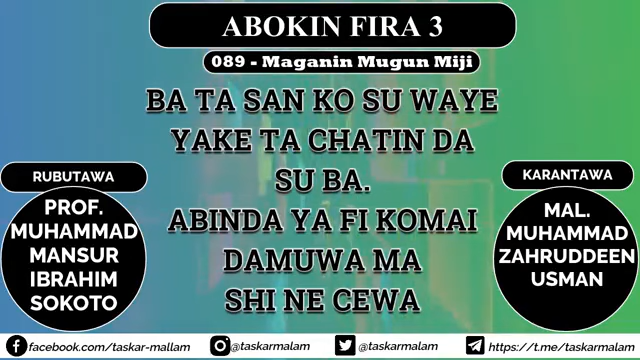 ABOKIN FIRA 3
089 - Maganin Mugun Miji
BA TA SAN KO SU WAYE
YAKE TA CHATIN DA
SU BA.
ABINDA YA FI KOMAI
DAMUWA MA
SHI NE CEWA
RUBUTAWA
PROF.
MUHAMMAD
MANSUR
IBRAHIM
SOKOTO
KARANTAWA
MAL.
MUHAMMAD
ZAHRUDDEEN
USMAN
facebook.com/taskar-mallam
@taskarmalam
@taskarmalam
https://t.me/taskarmalam